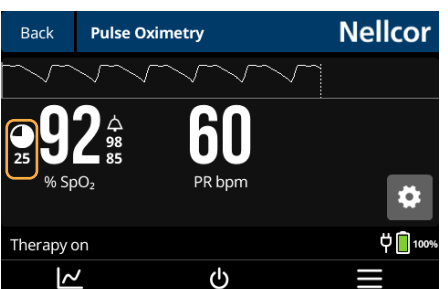 Back Pulse Oximetry Nellcor
92 98 60
25 85
% SpO₂ PR bpm
Therapy on 100%